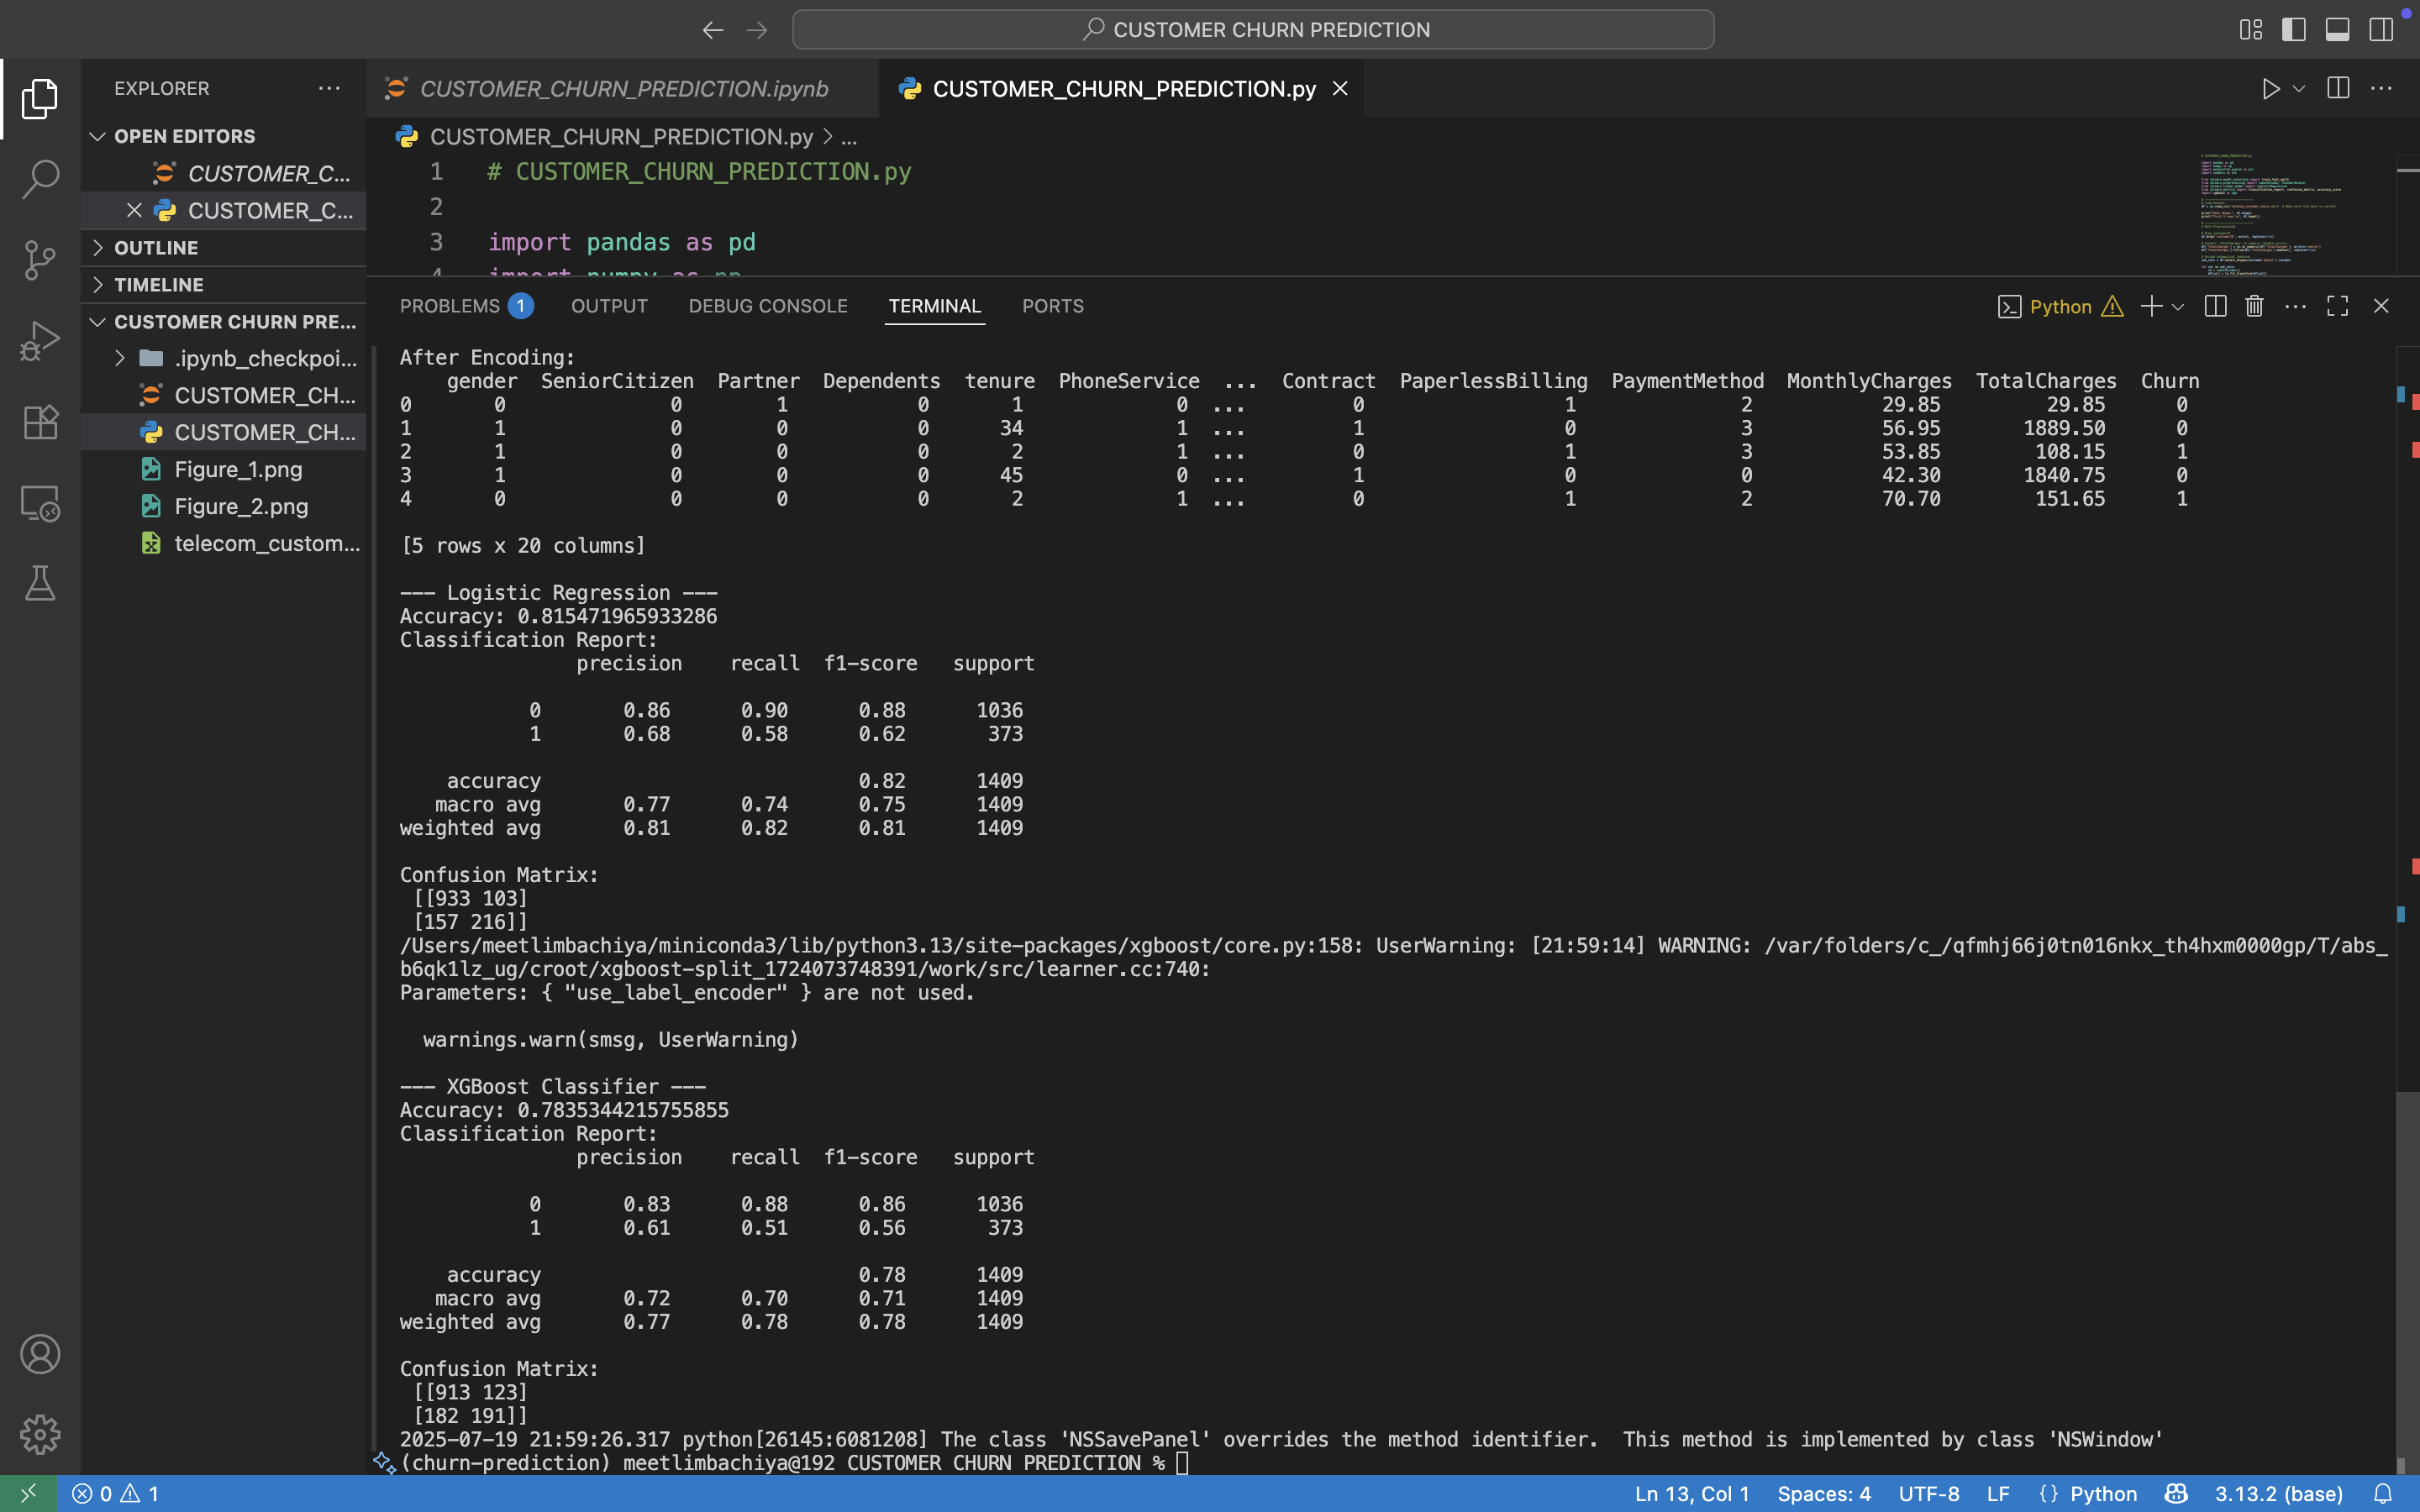 CUSTOMER CHURN PREDICTION
EXPLORER
OPEN EDITORS
CUSTOMER_C...
CUSTOMER_C...
OUTLINE
TIMELINE
CUSTOMER CHURN PRE...
.ipynb_checkpoi...
CUSTOMER_CH...
CUSTOMER_CH...
Figure_1.png
Figure_2.png
telecom_custom...
CUSTOMER_CHURN_PREDICTION.ipynb
CUSTOMER_CHURN_PREDICTION.py
CUSTOMER_CHURN_PREDICTION.py > ...
1 # CUSTOMER_CHURN_PREDICTION.py
2
3 import pandas as pd
4 import numpy as np
PROBLEMS 1 OUTPUT DEBUG CONSOLE TERMINAL PORTS
Python
After Encoding:
gender SeniorCitizen Partner Dependents tenure PhoneService ... Contract PaperlessBilling PaymentMethod MonthlyCharges TotalCharges Churn
0 0 0 1 0 1 0 ... 0 1 2 29.85 29.85 0
1 1 0 0 0 34 1 ... 1 0 3 56.95 1889.50 0
2 1 0 0 0 2 1 ... 0 1 3 53.85 108.15 1
3 1 0 0 0 45 0 ... 1 0 0 42.30 1840.75 0
4 0 0 0 0 2 1 ... 0 1 2 70.70 151.65 1
[5 rows x 20 columns]
--- Logistic Regression ---
Accuracy: 0.815471965933286
Classification Report:
precision recall f1-score support
0 0.86 0.90 0.88 1036
1 0.68 0.58 0.62 373
accuracy 0.82 1409
macro avg 0.77 0.74 0.75 1409
weighted avg 0.81 0.82 0.81 1409
Confusion Matrix:
[[933 103]
[157 216]]
/Users/meetlimbachiya/miniconda3/lib/python3.13/site-packages/xgboost/core.py:158: UserWarning: [21:59:14] WARNING: /var/folders/c_/qfmhj66j0tn016nkx_th4hxm0000gp/T/abs_
b6qk1lz_ug/croot/xgboost-split_1724073748391/work/src/learner.cc:740:
Parameters: { "use_label_encoder" } are not used.
warnings.warn(smsg, UserWarning)
--- XGBoost Classifier ---
Accuracy: 0.7835344215755855
Classification Report:
precision recall f1-score support
0 0.83 0.88 0.86 1036
1 0.61 0.51 0.56 373
accuracy 0.78 1409
macro avg 0.72 0.70 0.71 1409
weighted avg 0.77 0.78 0.78 1409
Confusion Matrix:
[[913 123]
[182 191]]
2025-07-19 21:59:26.317 python[26145:6081208] The class 'NSSavePanel' overrides the method identifier. This method is implemented by class 'NSWindow'
(churn-prediction) meetlimbachiya@192 CUSTOMER CHURN PREDICTION %
0 1 Ln 13, Col 1 Spaces: 4 UTF-8 LF {} Python 3.13.2 (base)